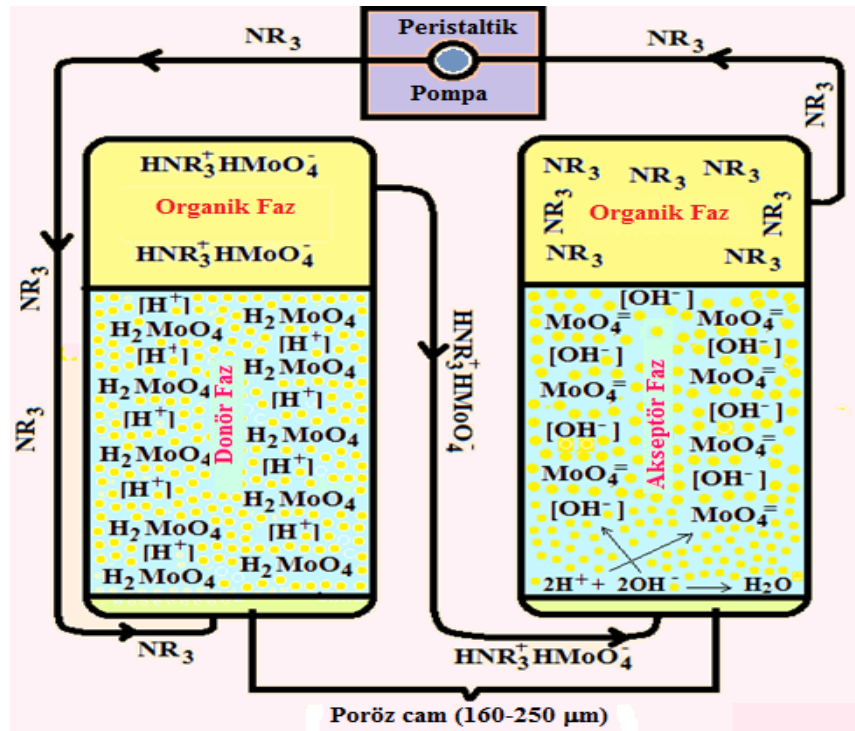 Peristaltik
Pompa
NR₃
NR₃
NR₃
NR₃
NR₃
NR₃
HNR₃⁺HMoO₄⁻
Organik Faz
HNR₃⁺HMoO₄⁻
[H⁺]
H₂MoO₄
H₂MoO₄
[H⁺]
[H⁺]
H₂MoO₄
H₂MoO₄
[H⁺]
[H⁺]
H₂MoO₄
H₂MoO₄
[H⁺]
[H⁺]
H₂MoO₄
H₂MoO₄
[H⁺]
[H⁺]
H₂MoO₄
H₂MoO₄
Donör Faz
HNR₃⁺HMoO₄⁻
HNR₃⁺HMoO₄⁻
NR₃
NR₃
NR₃
NR₃
Organik Faz
NR₃
NR₃
NR₃
[OH⁻]
MoO₄⁼
MoO₄⁼
[OH⁻]
[OH⁻]
MoO₄⁼
MoO₄⁼
[OH⁻]
[OH⁻]
MoO₄⁼
MoO₄⁼
[OH⁻]
[OH⁻]
MoO₄⁼
Akseptör Faz
2H⁺ + 2OH⁻ → H₂O
Poröz cam (160-250 µm)